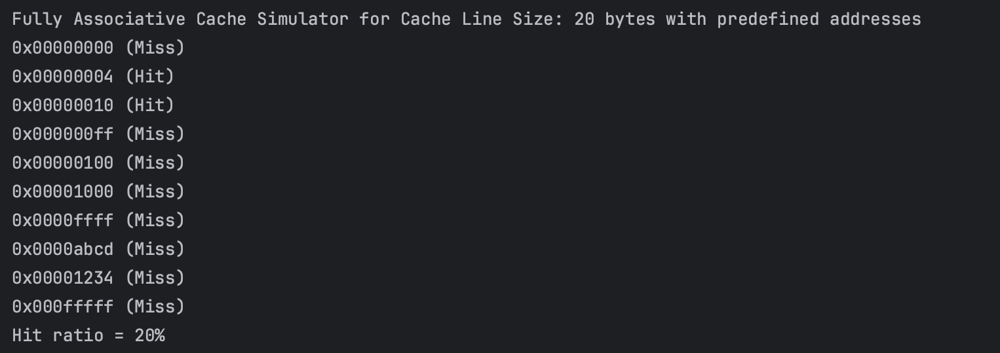 Fully Associative Cache Simulator for Cache Line Size: 20 bytes with predefined addresses
0x00000000 (Miss)
0x00000004 (Hit)
0x00000010 (Hit)
0x000000ff (Miss)
0x00000100 (Miss)
0x00001000 (Miss)
0x0000ffff (Miss)
0x0000abcd (Miss)
0x00001234 (Miss)
0x000fffff (Miss)
Hit ratio = 20%